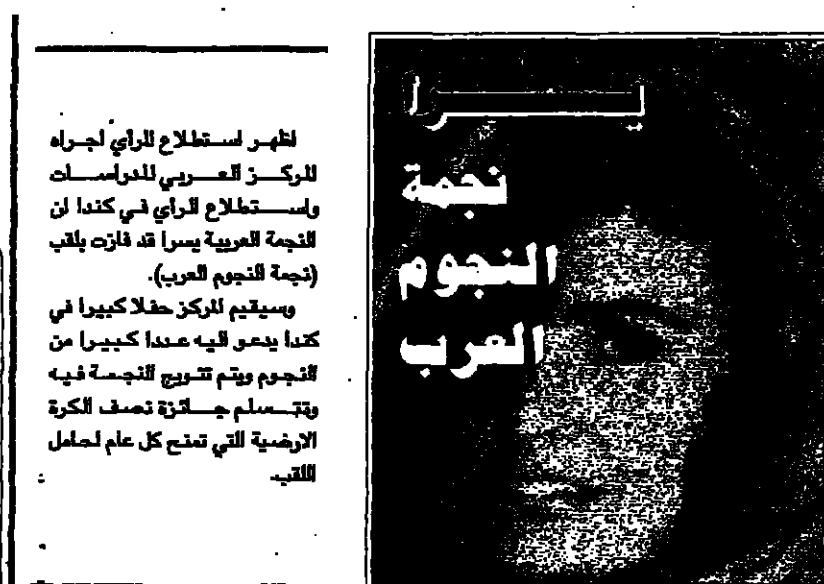 يسرا
نجمة
النجوم
العرب
اظهر استطلاع للرأي اجراه
المركز العربي للدراسات
واستطلاع الرأي في كندا ان
النجمة العربية يسرا قد فازت بلقب
(نجمة النجوم العرب).
وسيقيم المركز حفلا كبيرا في
كندا يدعو اليه عددا كبيرا من
النجوم ويتم تتويج النجمة فيه
وتتسلم جائزة نصف الكرة
الارضية التي تمنح كل عام لحامل
اللقب.